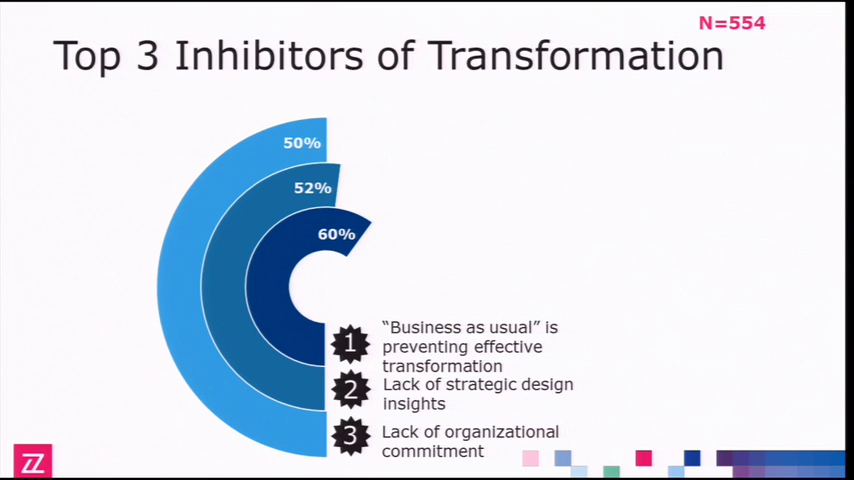 N=554
Top 3 Inhibitors of Transformation
50%
52%
60%
1
“Business as usual” is
preventing effective
transformation
2
Lack of strategic design
insights
3
Lack of organizational
commitment